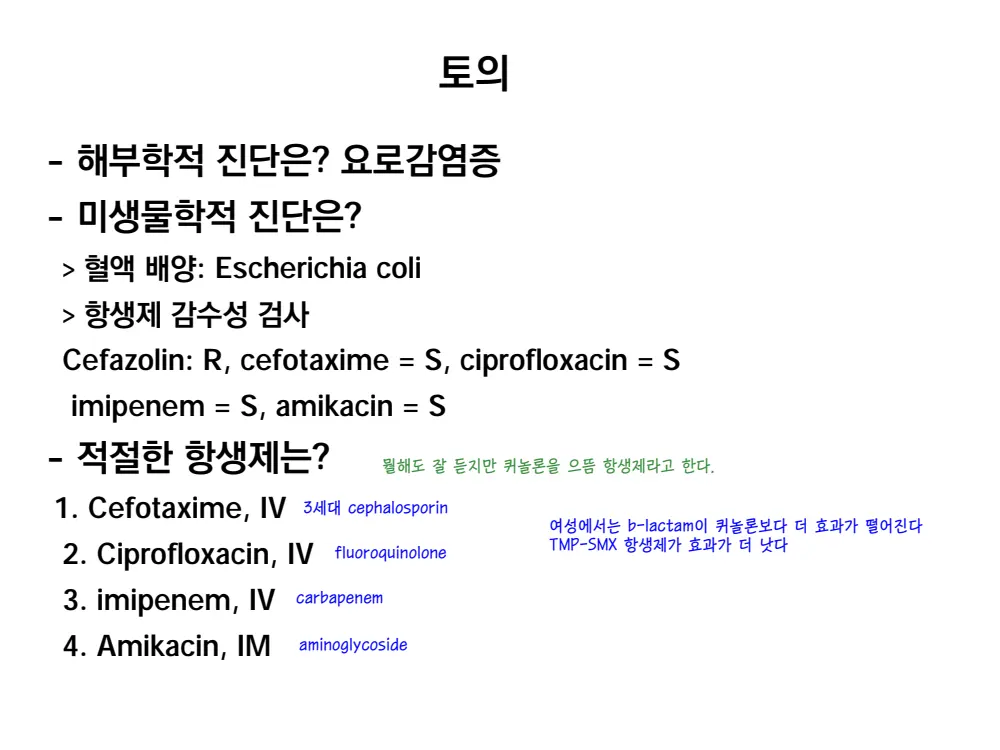 토의
- 해부학적 진단은? 요로감염증
- 미생물학적 진단은?
> 혈액 배양: Escherichia coli
> 항생제 감수성 검사
Cefazolin: R, cefotaxime = S, ciprofloxacin = S
imipenem = S, amikacin = S
- 적절한 항생제는?
뭘해도 잘 듣지만 퀴놀론을 으뜸 항생제라고 한다.
1. Cefotaxime, IV 3세대 cephalosporin
여성에서는 b-lactam이 퀴놀론보다 더 효과가 떨어진다
TMP-SMX 항생제가 효과가 더 낫다
2. Ciprofloxacin, IV fluoroquinolone
3. imipenem, IV carbapenem
4. Amikacin, IM aminoglycoside